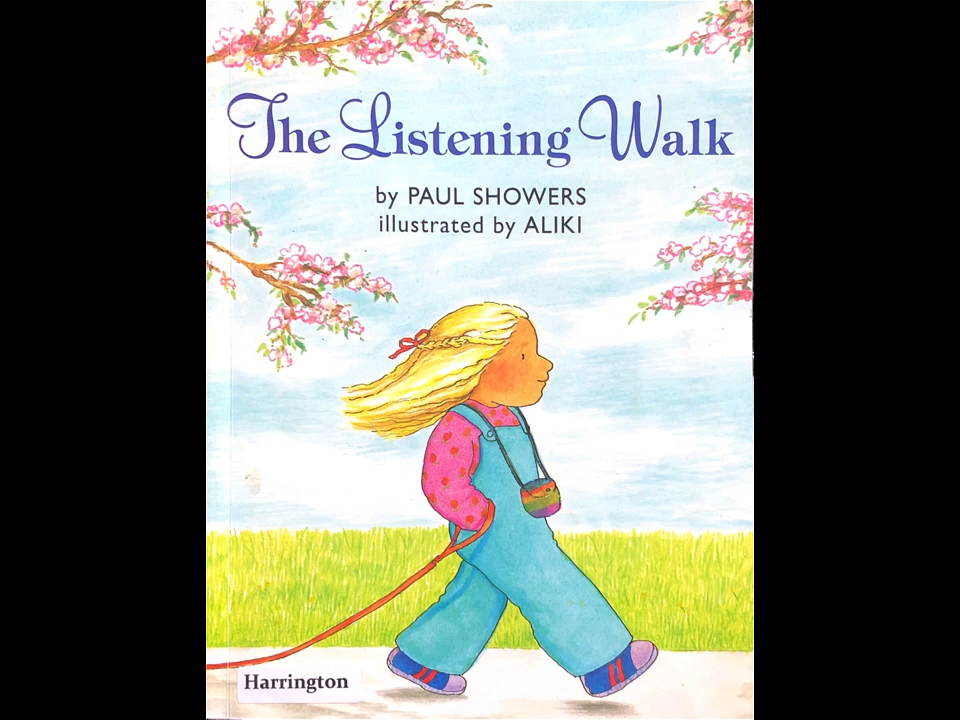 The Listening Walk
by PAUL SHOWERS
illustrated by ALIKI
Harrington